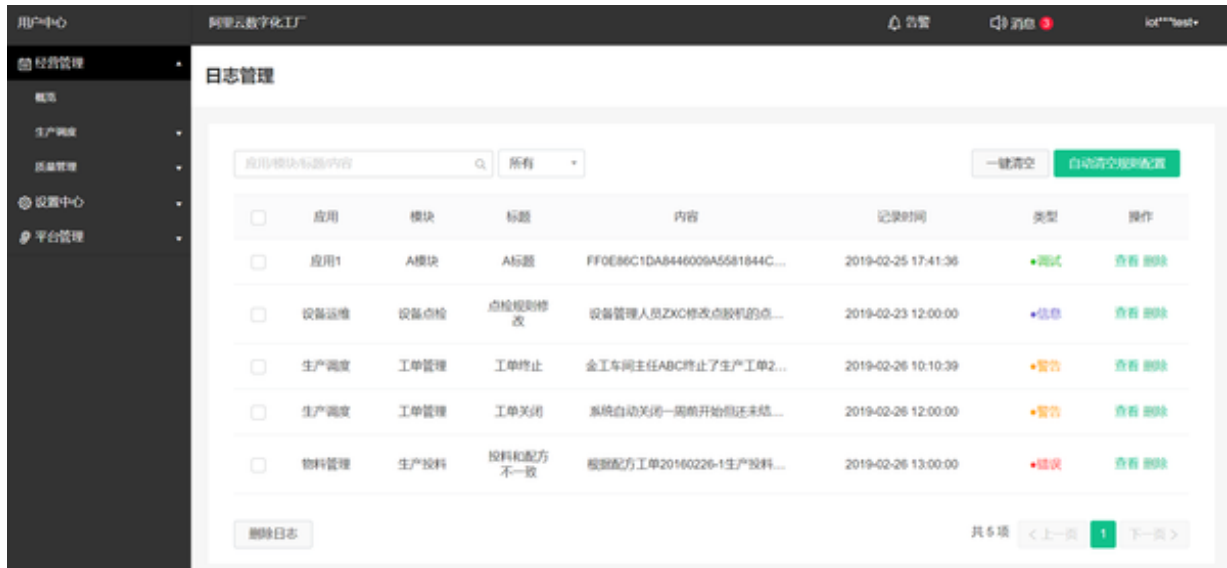 用户中心
阿里云数字化工厂
告警
消息 3
iot***test
经营管理
概览
生产调度
质量管理
设置中心
平台管理
日志管理
应用/模块/标题/内容
所有
一键清空
自动清空规则配置
应用 模块 标题 内容 记录时间 类型 操作
应用1 A模块 A标题 FF0E86C1DA8446009A5581844C... 2019-02-25 17:41:36 •调试 查看 删除
设备运维 设备点检 点检规则修 设备管理人员ZXC修改点胶机的点... 2019-02-23 12:00:00 •信息 查看 删除
改
生产调度 工单管理 工单终止 金工车间主任ABC终止了生产工单2... 2019-02-26 10:10:39 •警告 查看 删除
生产调度 工单管理 工单关闭 系统自动关闭一周前开始但还未结... 2019-02-26 12:00:00 •警告 查看 删除
物料管理 生产投料 投料和配方 根据配方工单20160226-1生产投料... 2019-02-26 13:00:00 •错误 查看 删除
不一致
删除日志
共5项 <上一页 1 下一页>